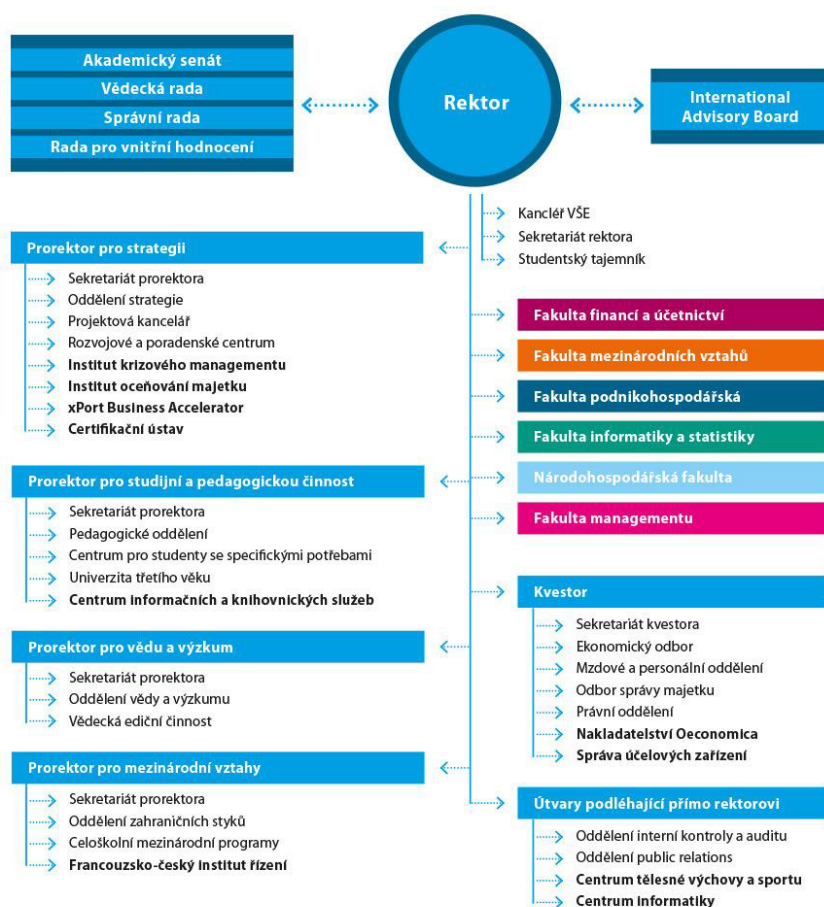 Akademický senát
Vědecká rada
Správní rada
Rada pro vnitřní hodnocení
Rektor
International
Advisory Board
Kancléř VŠE
Sekretariát rektora
Studentský tajemník
Prorektor pro strategii
Sekretariát prorektora
Oddělení strategie
Projektová kancelář
Rozvojové a poradenské centrum
Institut krizového managementu
Institut oceňování majetku
xPort Business Accelerator
Certifikační ústav
Prorektor pro studijní a pedagogickou činnost
Sekretariát prorektora
Pedagogické oddělení
Centrum pro studenty se specifickými potřebami
Univerzita třetího věku
Centrum informačních a knihovnických služeb
Prorektor pro vědu a výzkum
Sekretariát prorektora
Oddělení vědy a výzkumu
Vědecká ediční činnost
Prorektor pro mezinárodní vztahy
Sekretariát prorektora
Oddělení zahraničních styků
Celoškolní mezinárodní programy
Francouzsko-český institut řízení
Fakulta financí a účetnictví
Fakulta mezinárodních vztahů
Fakulta podnikohospodářská
Fakulta informatiky a statistiky
Národohospodářská fakulta
Fakulta managementu
Kvestor
Sekretariát kvestora
Ekonomický odbor
Mzdové a personální oddělení
Odbor správy majetku
Právní oddělení
Nakladatelství Oeconomica
Správa účelových zařízení
Útvary podléhající přímo rektorovi
Oddělení interní kontroly a auditu
Oddělení public relations
Centrum tělesné výchovy a sportu
Centrum informatiky